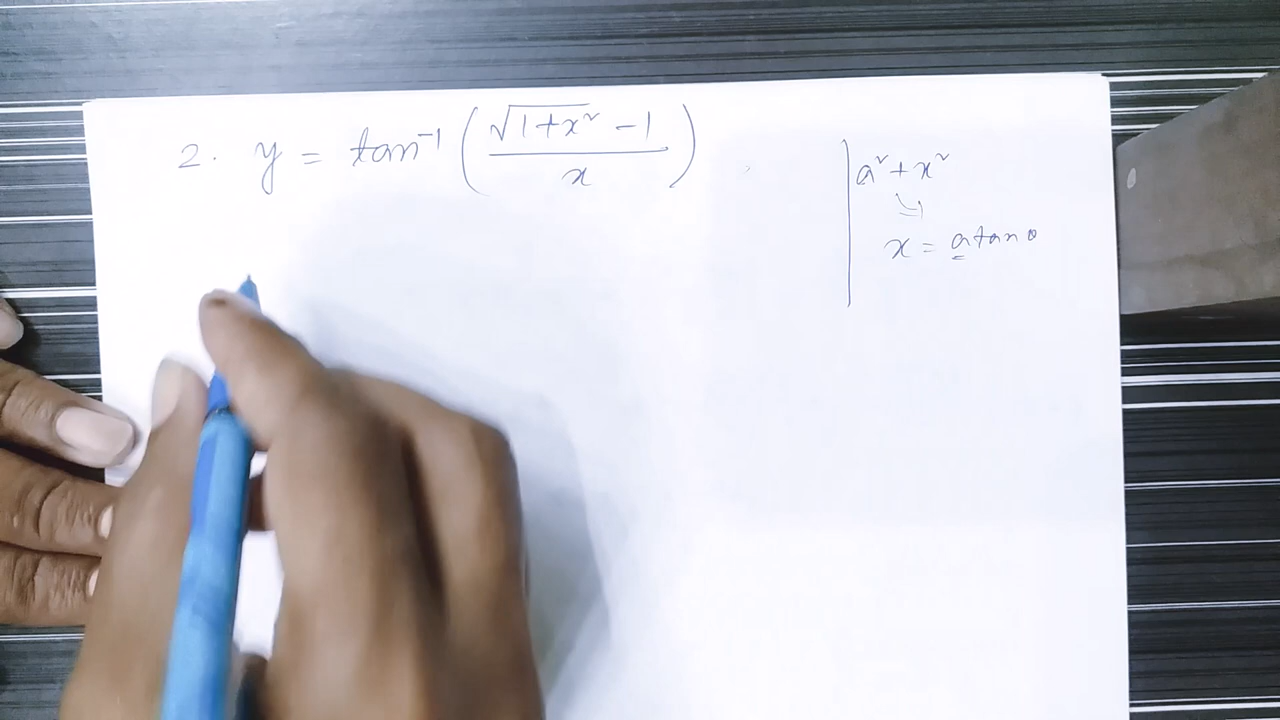 2. y = tan⁻¹ ( (√(1+x²) - 1) / x )
a² + x²
x = a tan θ